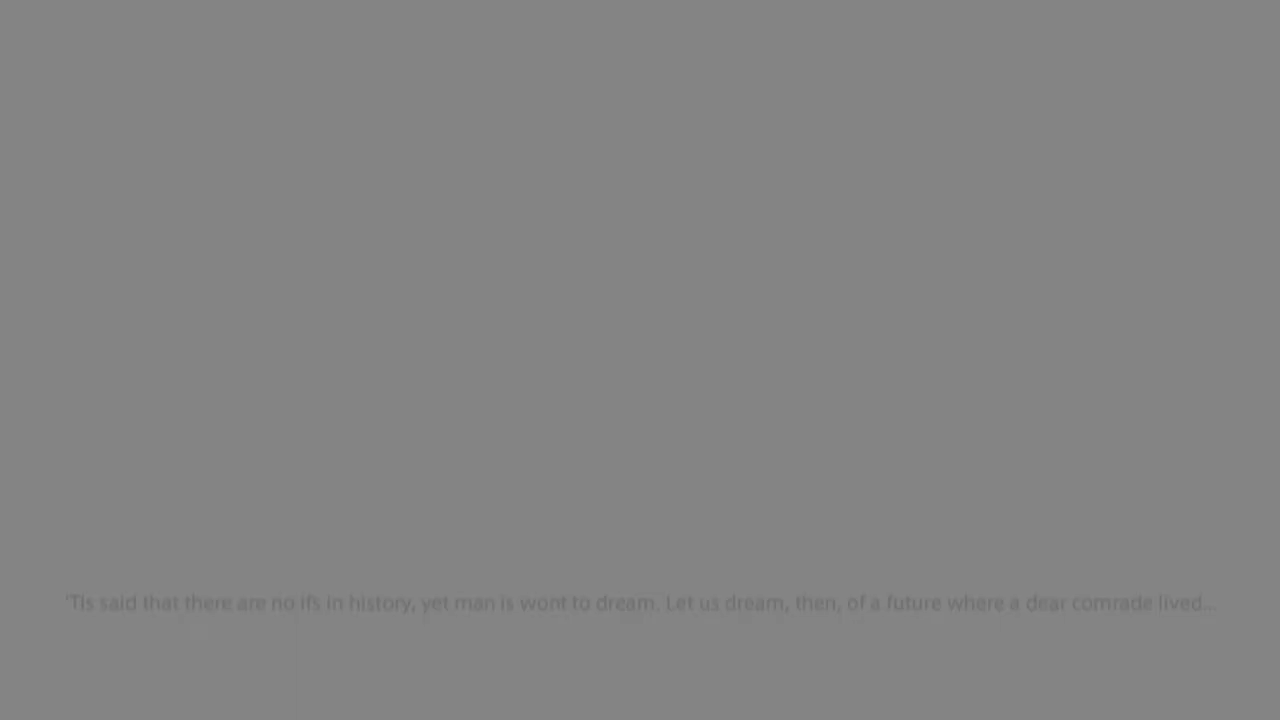 'Tis said that there are no ifs in history, yet man is wont to dream. Let us dream, then, of a future where a dear comrade lived...